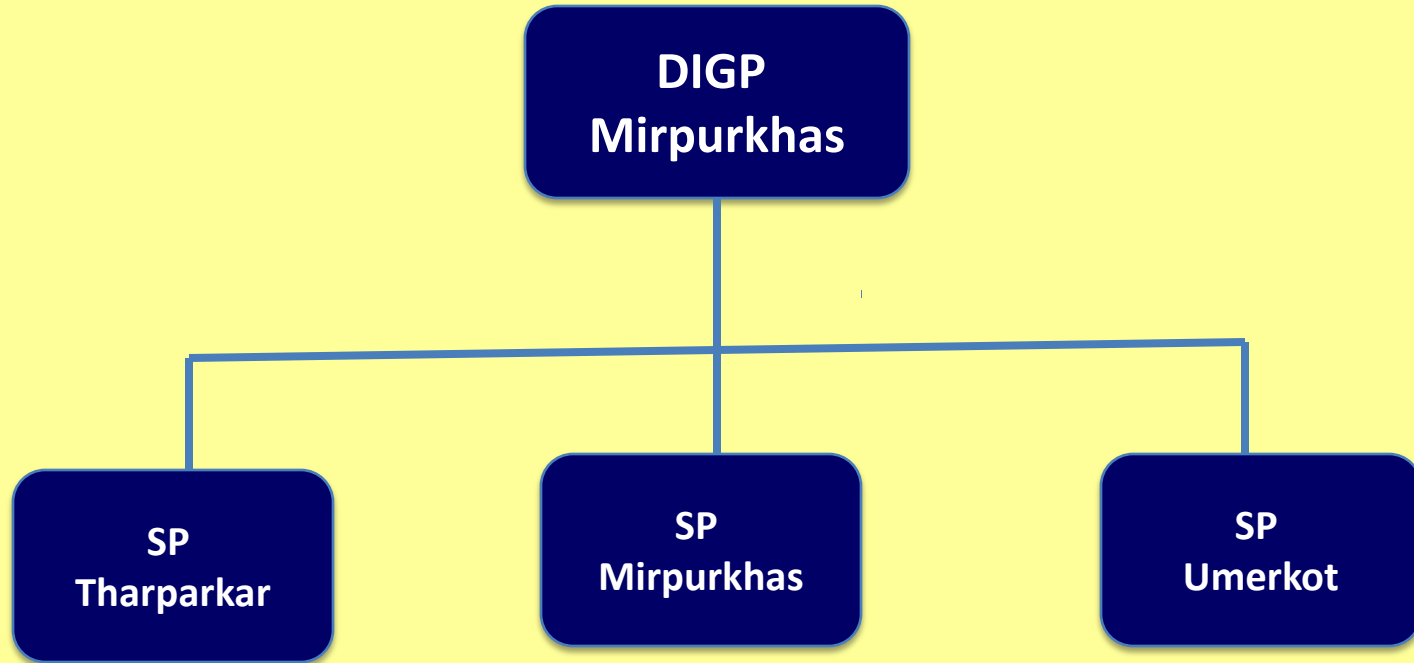 DIGP
Mirpurkhas
SP
Tharparkar
SP
Mirpurkhas
SP
Umerkot